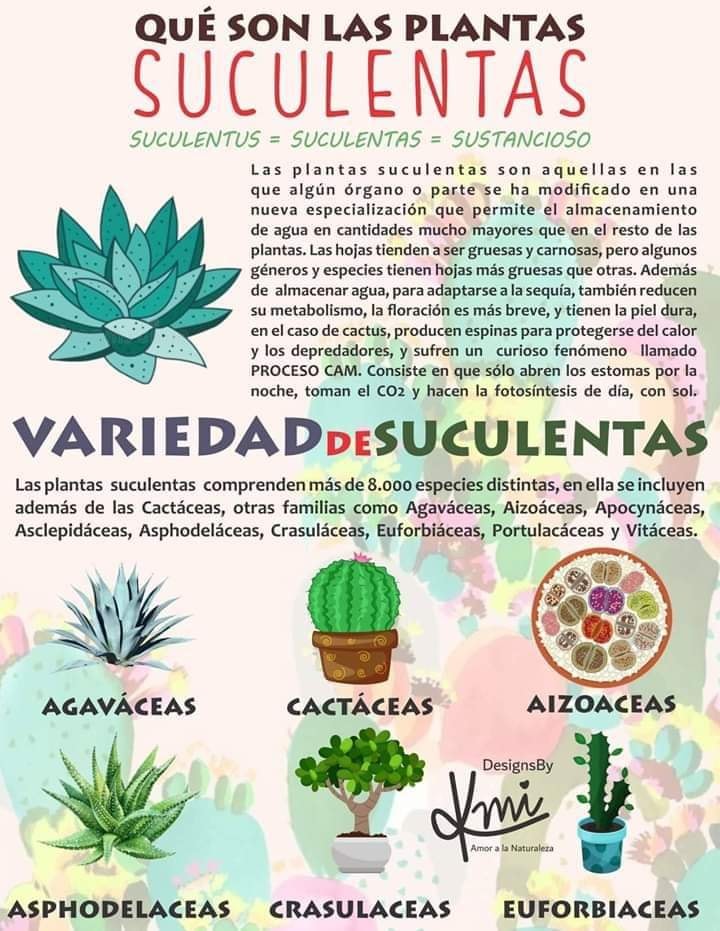 QUÉ SON LAS PLANTAS
SUCULENTAS
SUCULENTUS = SUCULENTAS = SUSTANCIOSO
Las plantas suculentas son aquellas en las
que algún órgano o parte se ha modificado en una
nueva especialización que permite el almacenamiento
de agua en cantidades mucho mayores que en el resto de las
plantas. Las hojas tienden a ser gruesas y carnosas, pero algunos
géneros y especies tienen hojas más gruesas que otras. Además
de almacenar agua, para adaptarse a la sequía, también reducen
su metabolismo, la floración es más breve, y tienen la piel dura,
en el caso de cactus, producen espinas para protegerse del calor
y los depredadores, y sufren un curioso fenómeno llamado
PROCESO CAM. Consiste en que sólo abren los estomas por la
noche, toman el CO2 y hacen la fotosíntesis de día, con sol.
VARIEDAD DE SUCULENTAS
Las plantas suculentas comprenden más de 8.000 especies distintas, en ella se incluyen
además de las Cactáceas, otras familias como Agaváceas, Aizoáceas, Apocynáceas,
Asclepidáceas, Asphodeláceas, Crasuláceas, Euforbiáceas, Portulacáceas y Vitáceas.
AGAVÁCEAS CACTÁCEAS AIZOACEAS
DesignsBy
Kmi
Amor a la Naturaleza
ASPHODELACEAS CRASULACEAS EUFORBIACEAS